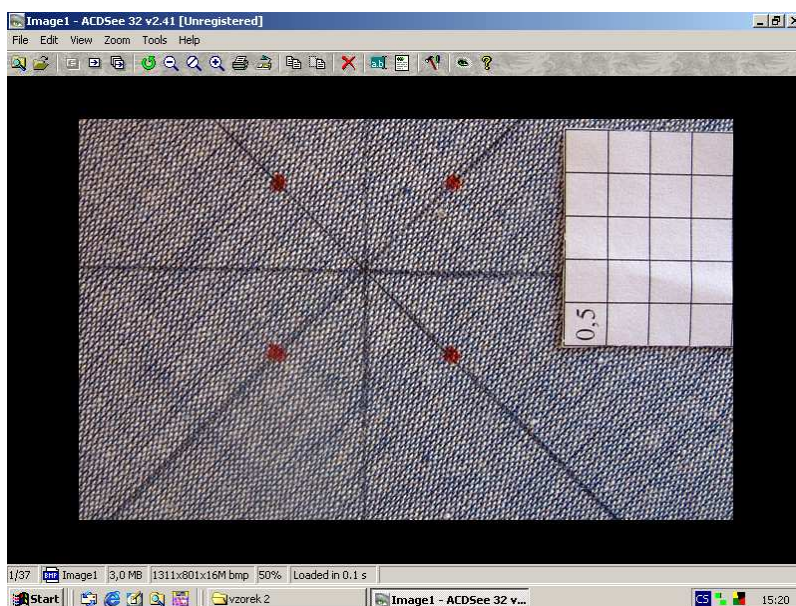 Image1 - ACDSee 32 v2.41 [Unregistered]
File Edit View Zoom Tools Help
0,5
1/37 BMP Image1 3,0 MB 1311x801x16M bmp 50% Loaded in 0.1 s
Start vzorek 2 Image1 - ACDSee 32 v... CS 15:20